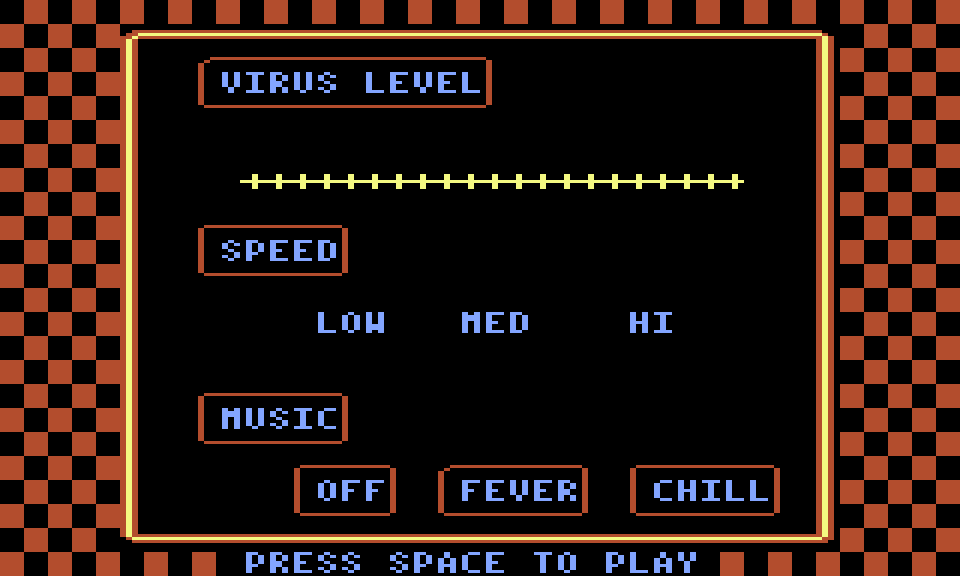 VIRUS LEVEL
SPEED
LOW MED HI
MUSIC
OFF FEVER CHILL
PRESS SPACE TO PLAY